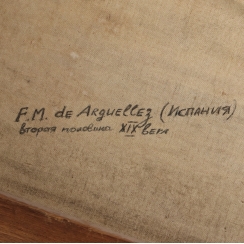 F.M. de Arguellez (ИСПАНИЯ)
вторая половина XIX века